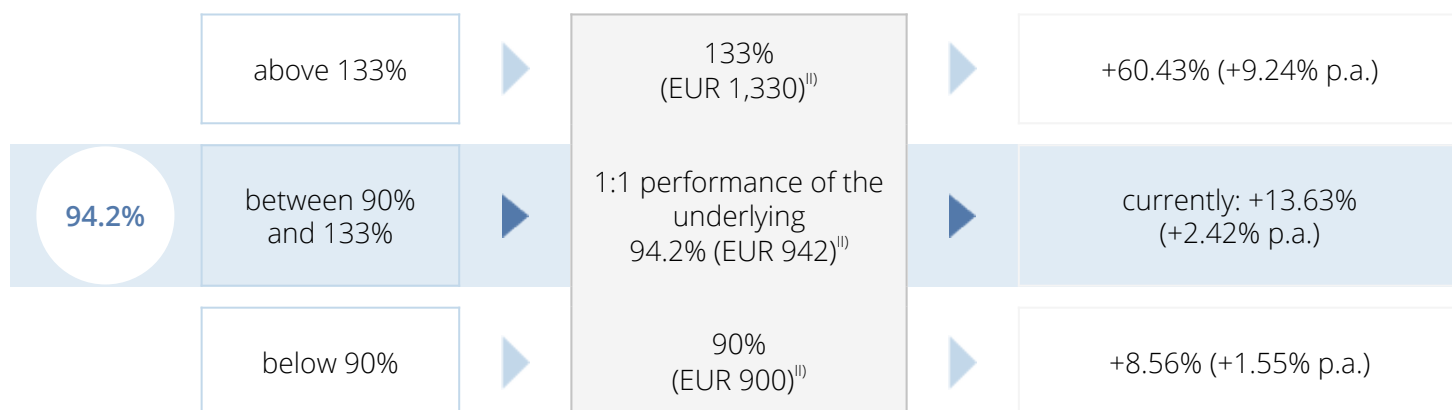 above 133%
133%
(EUR 1,330)II)
+60.43% (+9.24% p.a.)
94.2%
between 90%
and 133%
1:1 performance of the
underlying
94.2% (EUR 942)II)
currently: +13.63%
(+2.42% p.a.)
below 90%
90%
(EUR 900)II)
+8.56% (+1.55% p.a.)